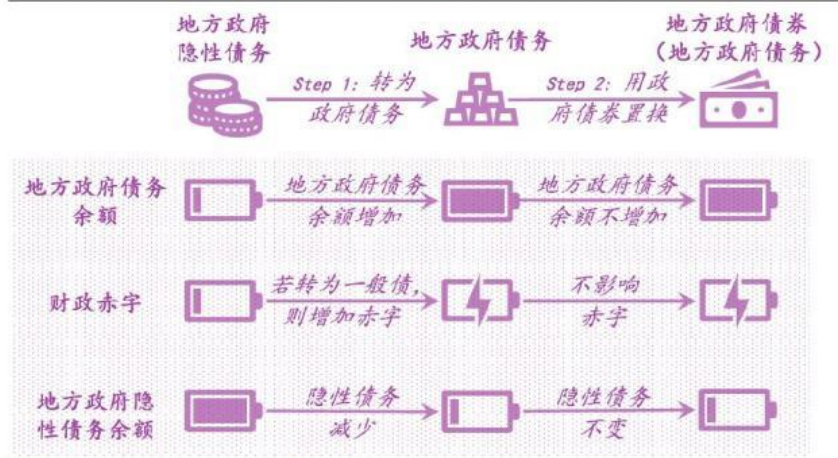 地方政府
隐性债务
Step 1: 转为
政府债务
地方政府债务
Step 2: 用政
府债券置换
地方政府债券
(地方政府债务)
地方政府债务
余额
地方政府债务
余额增加
地方政府债务
余额不增加
财政赤字
若转为一般债，
则增加赤字
不影响
赤字
地方政府隐
性债务余额
隐性债务
减少
隐性债务
不变